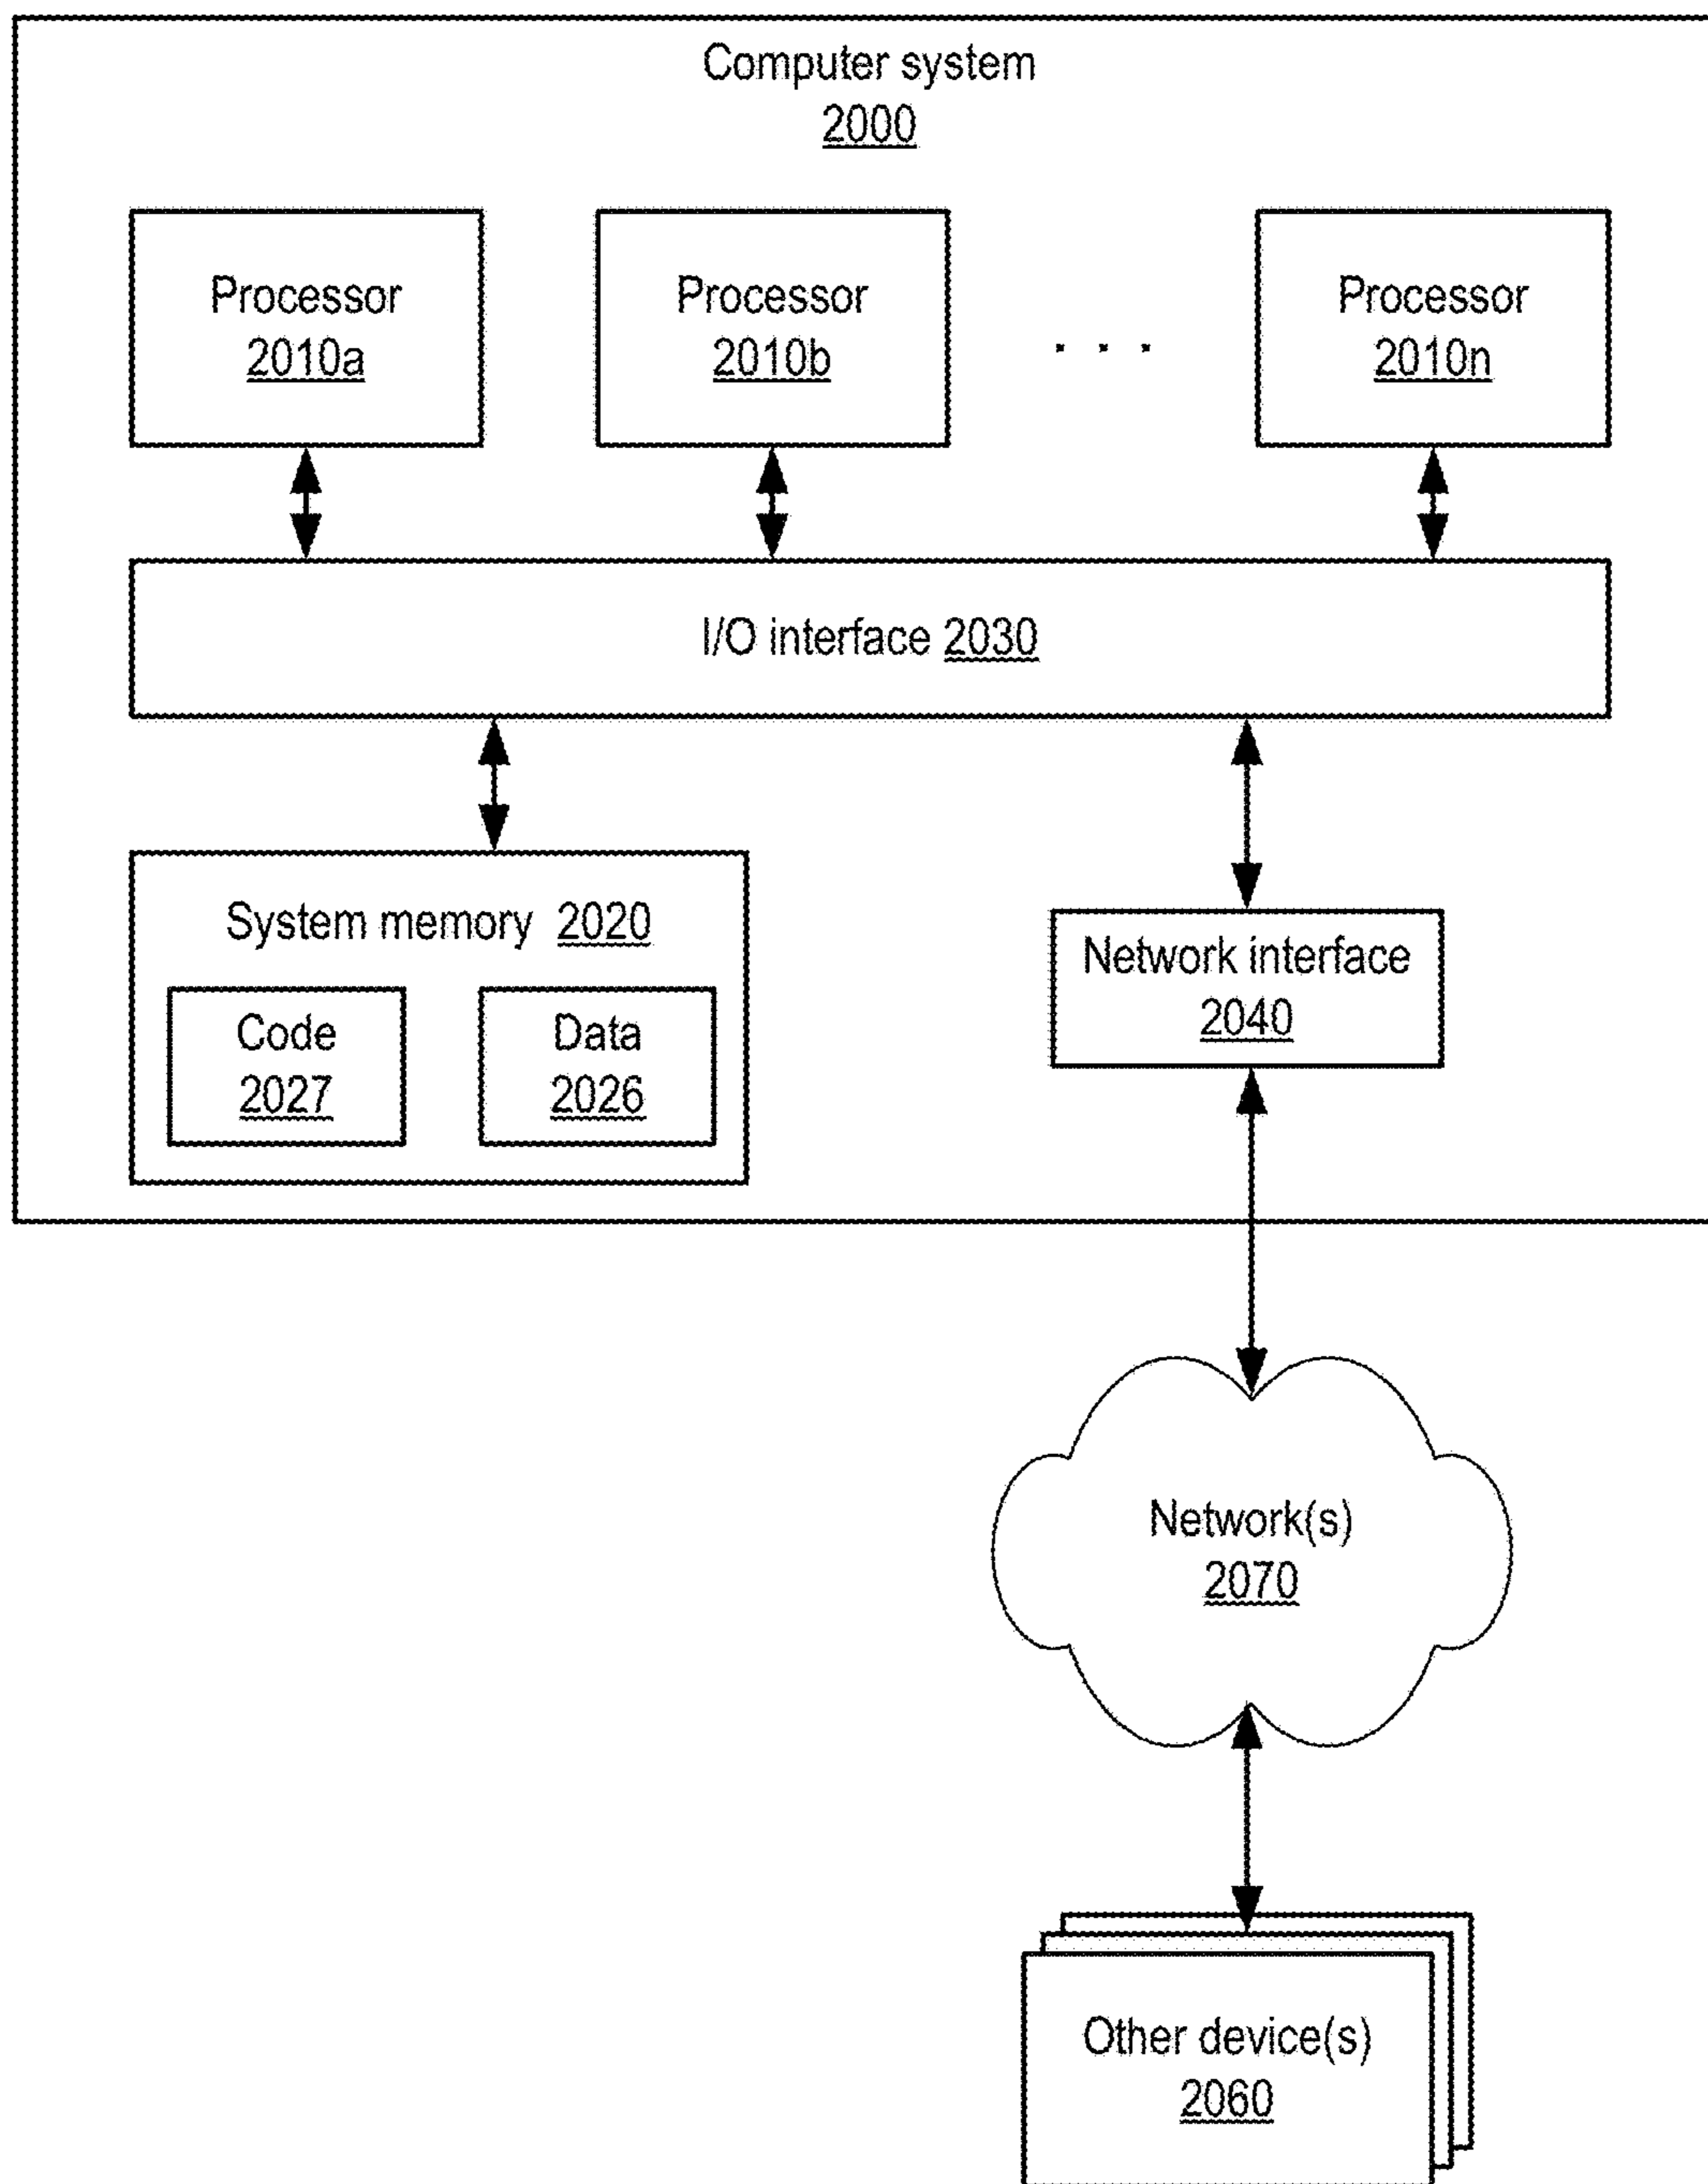 Computer system
2000
Processor
2010a
Processor
2010b
. . .
Processor
2010n
I/O interface 2030
System memory 2020
Code
2027
Data
2026
Network interface
2040
Network(s)
2070
Other device(s)
2060